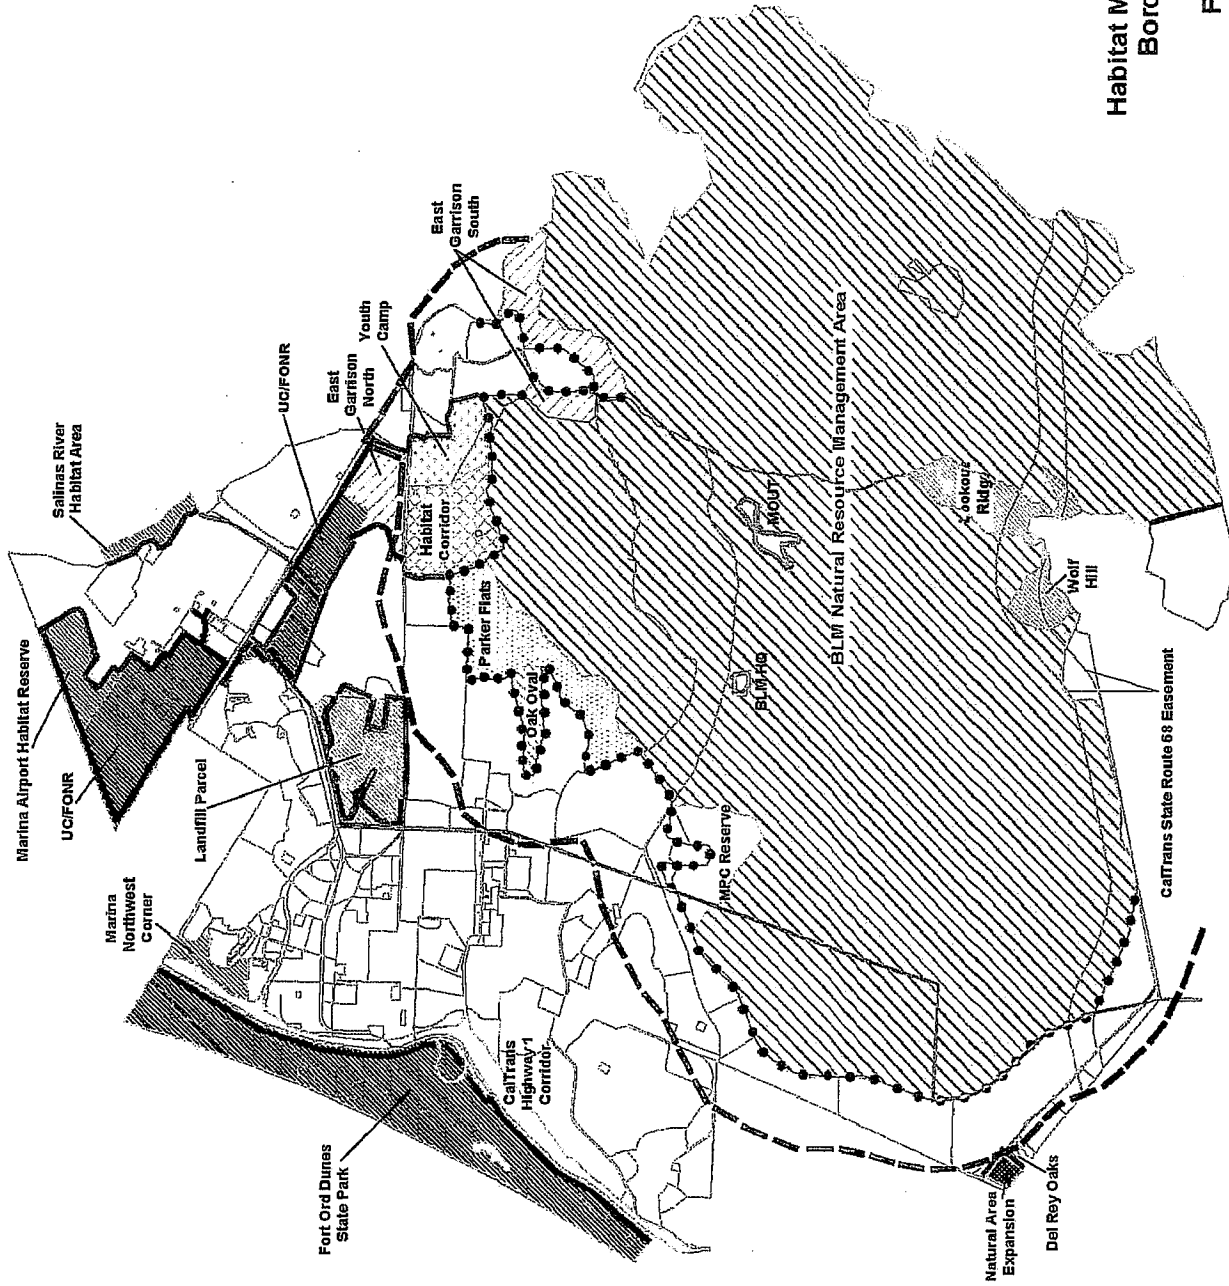 Habitat M
Boro
F
Salinas River
Habitat Area
Marina Airport Habitat Reserve
UC/FONR
UC/FONR
East
Garrison
North
Youth
Camp
East
Garrison
South
Landfill Parcel
Habitat
Corridor
Marina
Northwest
Corner
Parker Flats
Oak Oval
MOUT
BLM HQ
BLM Natural Resource Management Area
Lookout
Ridge
Wolf
Hill
MPC Reserve
Fort Ord Dunes
State Park
CalTrans
Highway 1
Corridor
CalTrans State Route 68 Easement
Natural Area
Expansion
Del Rey Oaks